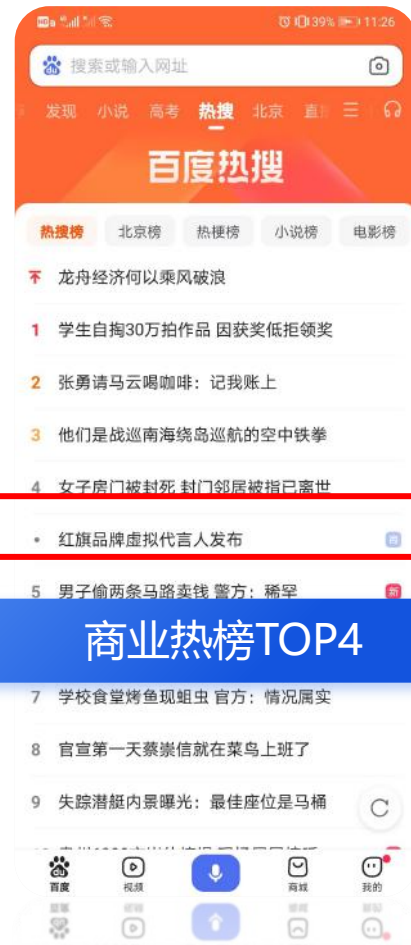 39% 11:26
搜索或输入网址
发现 小说 高考 热搜 北京
百度热搜
热搜榜 北京榜 热梗榜 小说榜 电影榜
龙舟经济何以乘风破浪
1 学生自掏30万拍作品 因获奖低拒领奖
2 张勇请马云喝咖啡：记我账上
3 他们是战巡南海绕岛巡航的空中铁拳
4 女子房门被封死 封门邻居被指已离世
• 红旗品牌虚拟代言人发布
5 男子偷两条马路卖钱 警方：稀罕 新
商业热榜TOP4
7 学校食堂烤鱼现蛆虫 官方：情况属实
8 官宣第一天蔡崇信就在菜鸟上班了
9 失踪潜艇内景曝光：最佳座位是马桶
百度 视频 商城 我的